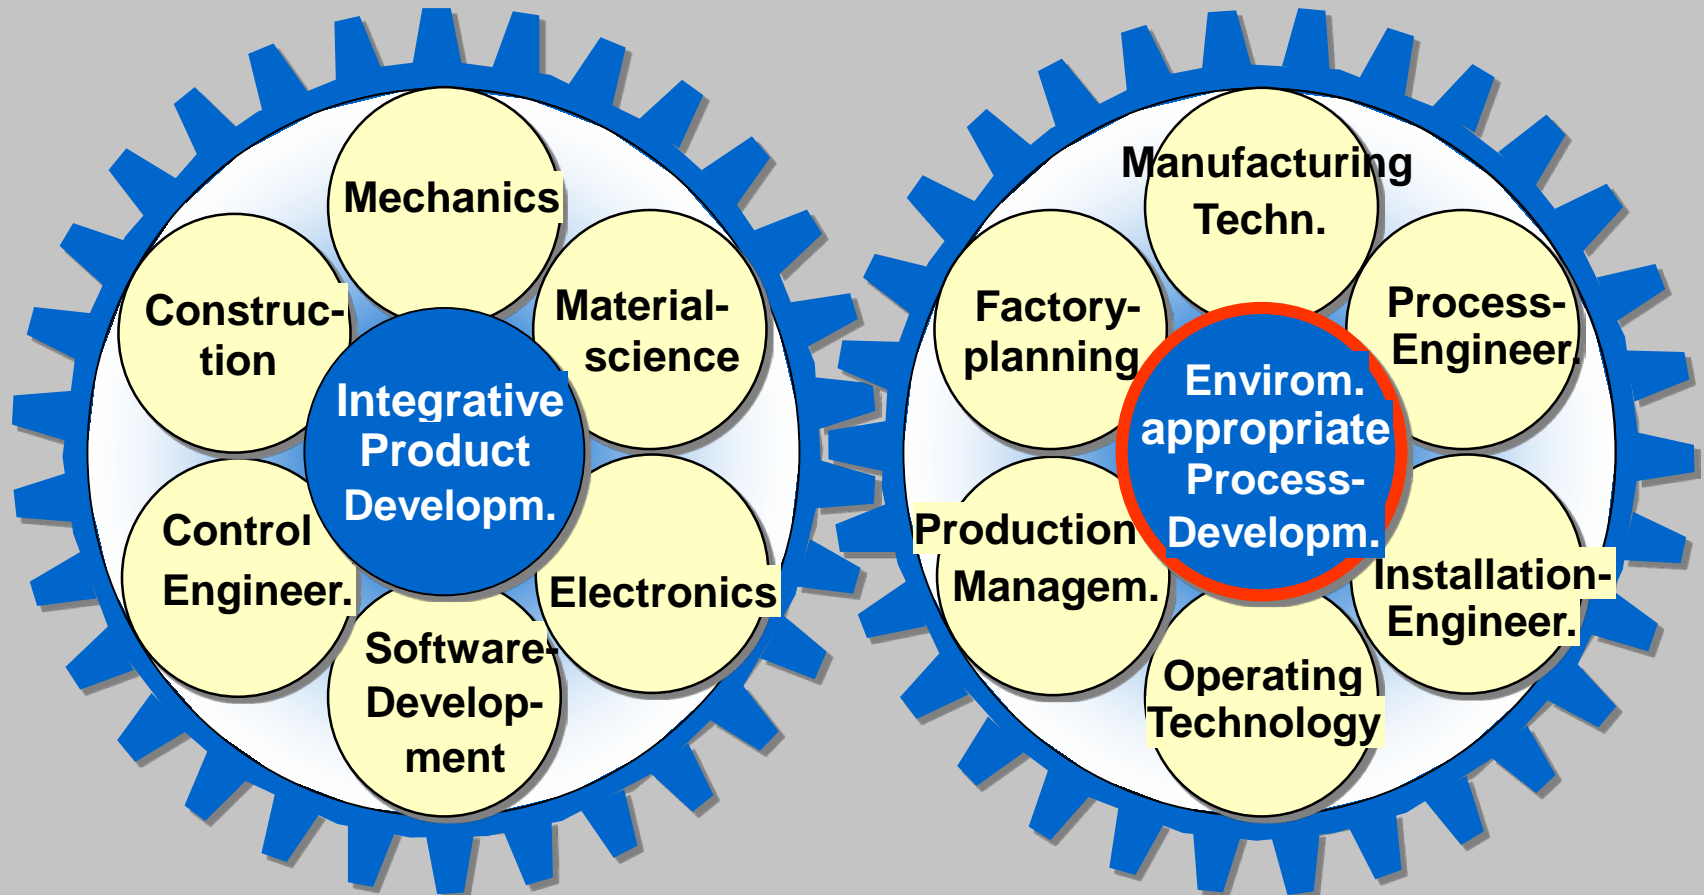 Mechanics
Material-
science
Electronics
Software-
Develop-
ment
Control
Engineer.
Construc-
tion
Integrative
Product
Developm.
Manufacturing
Techn.
Process-
Engineer.
Installation-
Engineer.
Operating
Technology
Production
Managem.
Factory-
planning
Envirom.
appropriate
Process-
Developm.